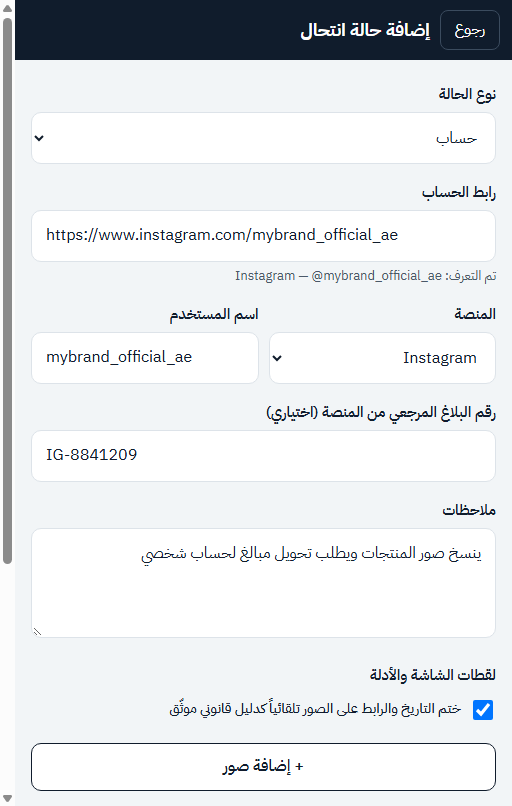 رجوع
إضافة حالة انتحال
نوع الحالة
حساب
رابط الحساب
https://www.instagram.com/mybrand_official_ae
تم التعرف: Instagram — @mybrand_official_ae
المنصة
اسم المستخدم
Instagram
mybrand_official_ae
رقم البلاغ المرجعي من المنصة (اختياري)
IG-8841209
ملاحظات
ينسخ صور المنتجات ويطلب تحويل مبالغ لحساب شخصي
لقطات الشاشة والأدلة
ختم التاريخ والرابط على الصور تلقائياً كدليل قانوني موثّق
+ إضافة صور